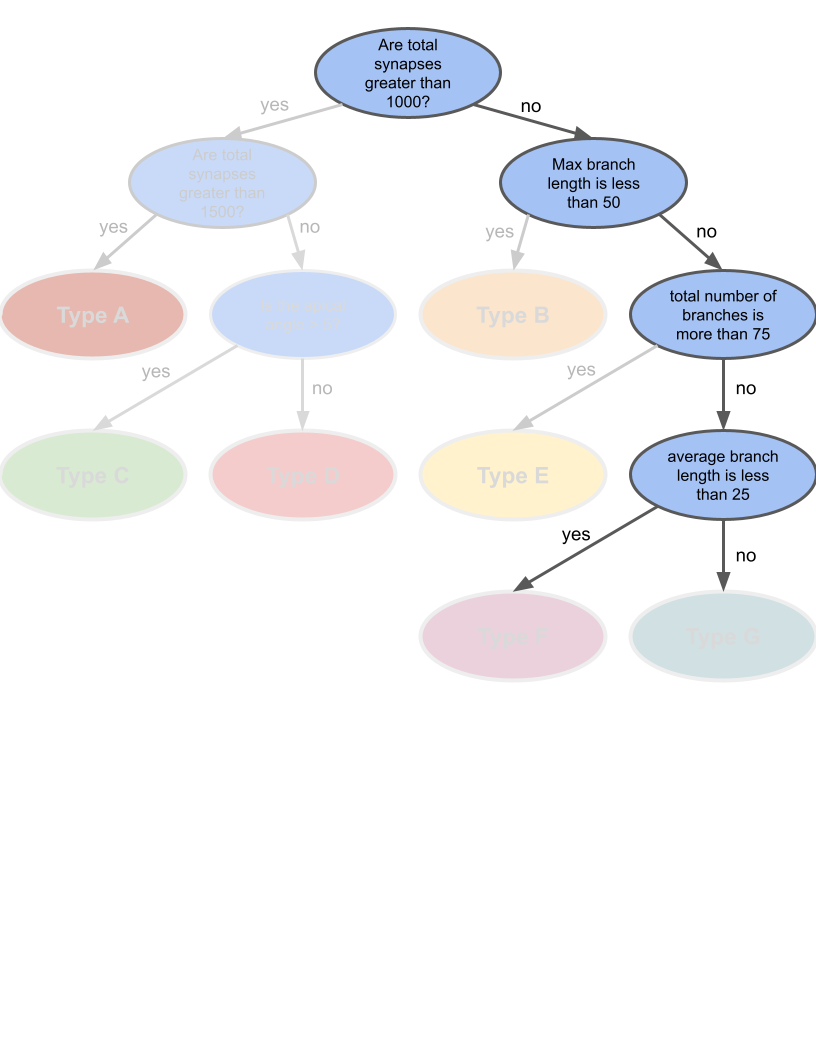 Are total
synapses
greater than
1000?
yes
no
Are total
synapses
greater than
1500?
Max branch
length is less
than 50
yes
no
yes
no
Type A
Type B
total number of
branches is
more than 75
yes
no
yes
no
Type C
Type D
Type E
average branch
length is less
than 25
yes
no
Type F
Type G